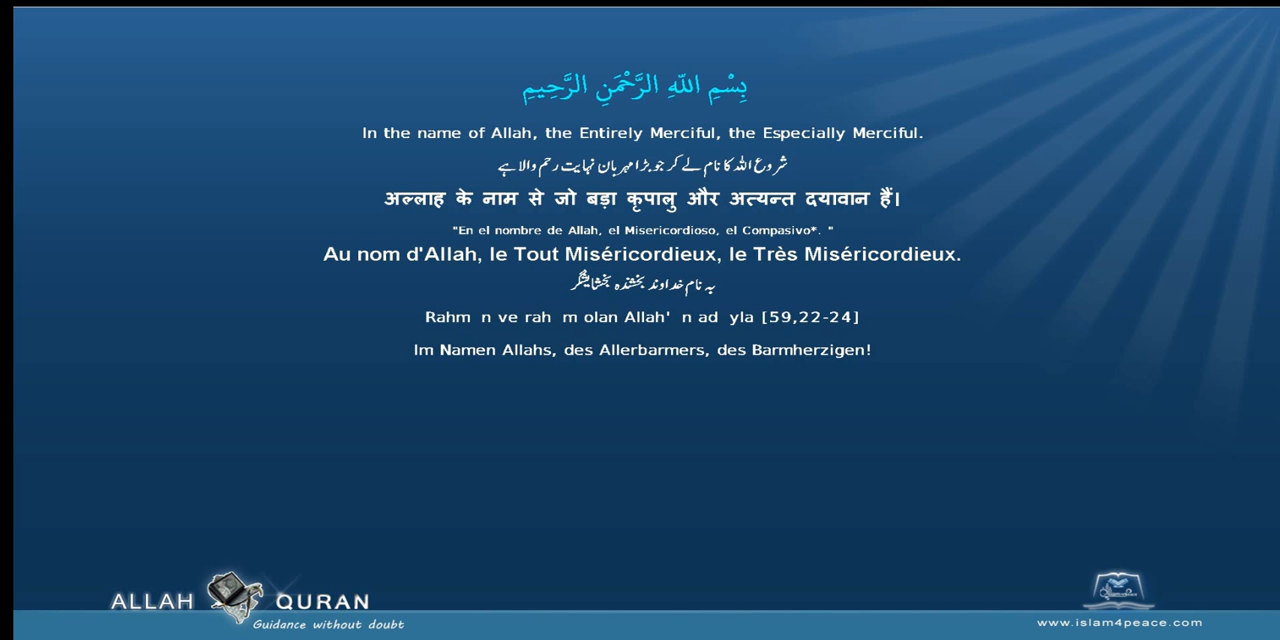 بِسْمِ اللّهِ الرَّحْمَنِ الرَّحِيمِ
In the name of Allah, the Entirely Merciful, the Especially Merciful.
شروع الله کا نام لے کر جو بڑا مہربان نہایت رحم والا ہے
अल्लाह के नाम से जो बड़ा कृपालु और अत्यन्त दयावान हैं।
"En el nombre de Allah, el Misericordioso, el Compasivo*. "
Au nom d'Allah, le Tout Miséricordieux, le Très Miséricordieux.
به نام خداوند بخشنده بخشایشگر
Rahm n ve rah m olan Allah' n ad yla [59,22-24]
Im Namen Allahs, des Allerbarmers, des Barmherzigen!
ALLAH QURAN
Guidance without doubt
www.islam4peace.com